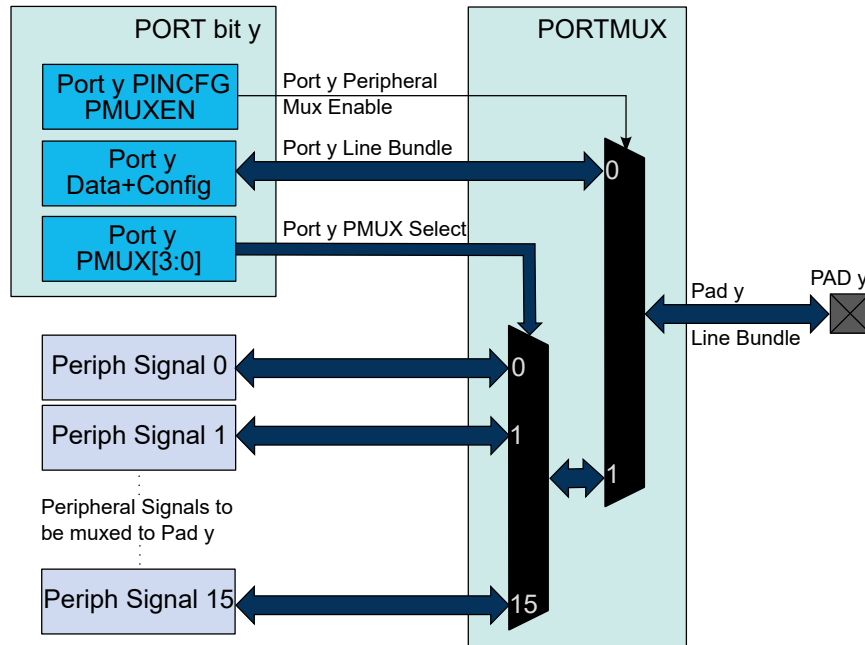 PORT bit y
PORTMUX
Port y PINCFG
PMUXEN
Port y Peripheral
Mux Enable
Port y
Data+Config
Port y Line Bundle
0
Port y
PMUX[3:0]
Port y PMUX Select
Pad y
Line Bundle
PAD y
Periph Signal 0
0
Periph Signal 1
1
1
Peripheral Signals to
be muxed to Pad y
Periph Signal 15
15